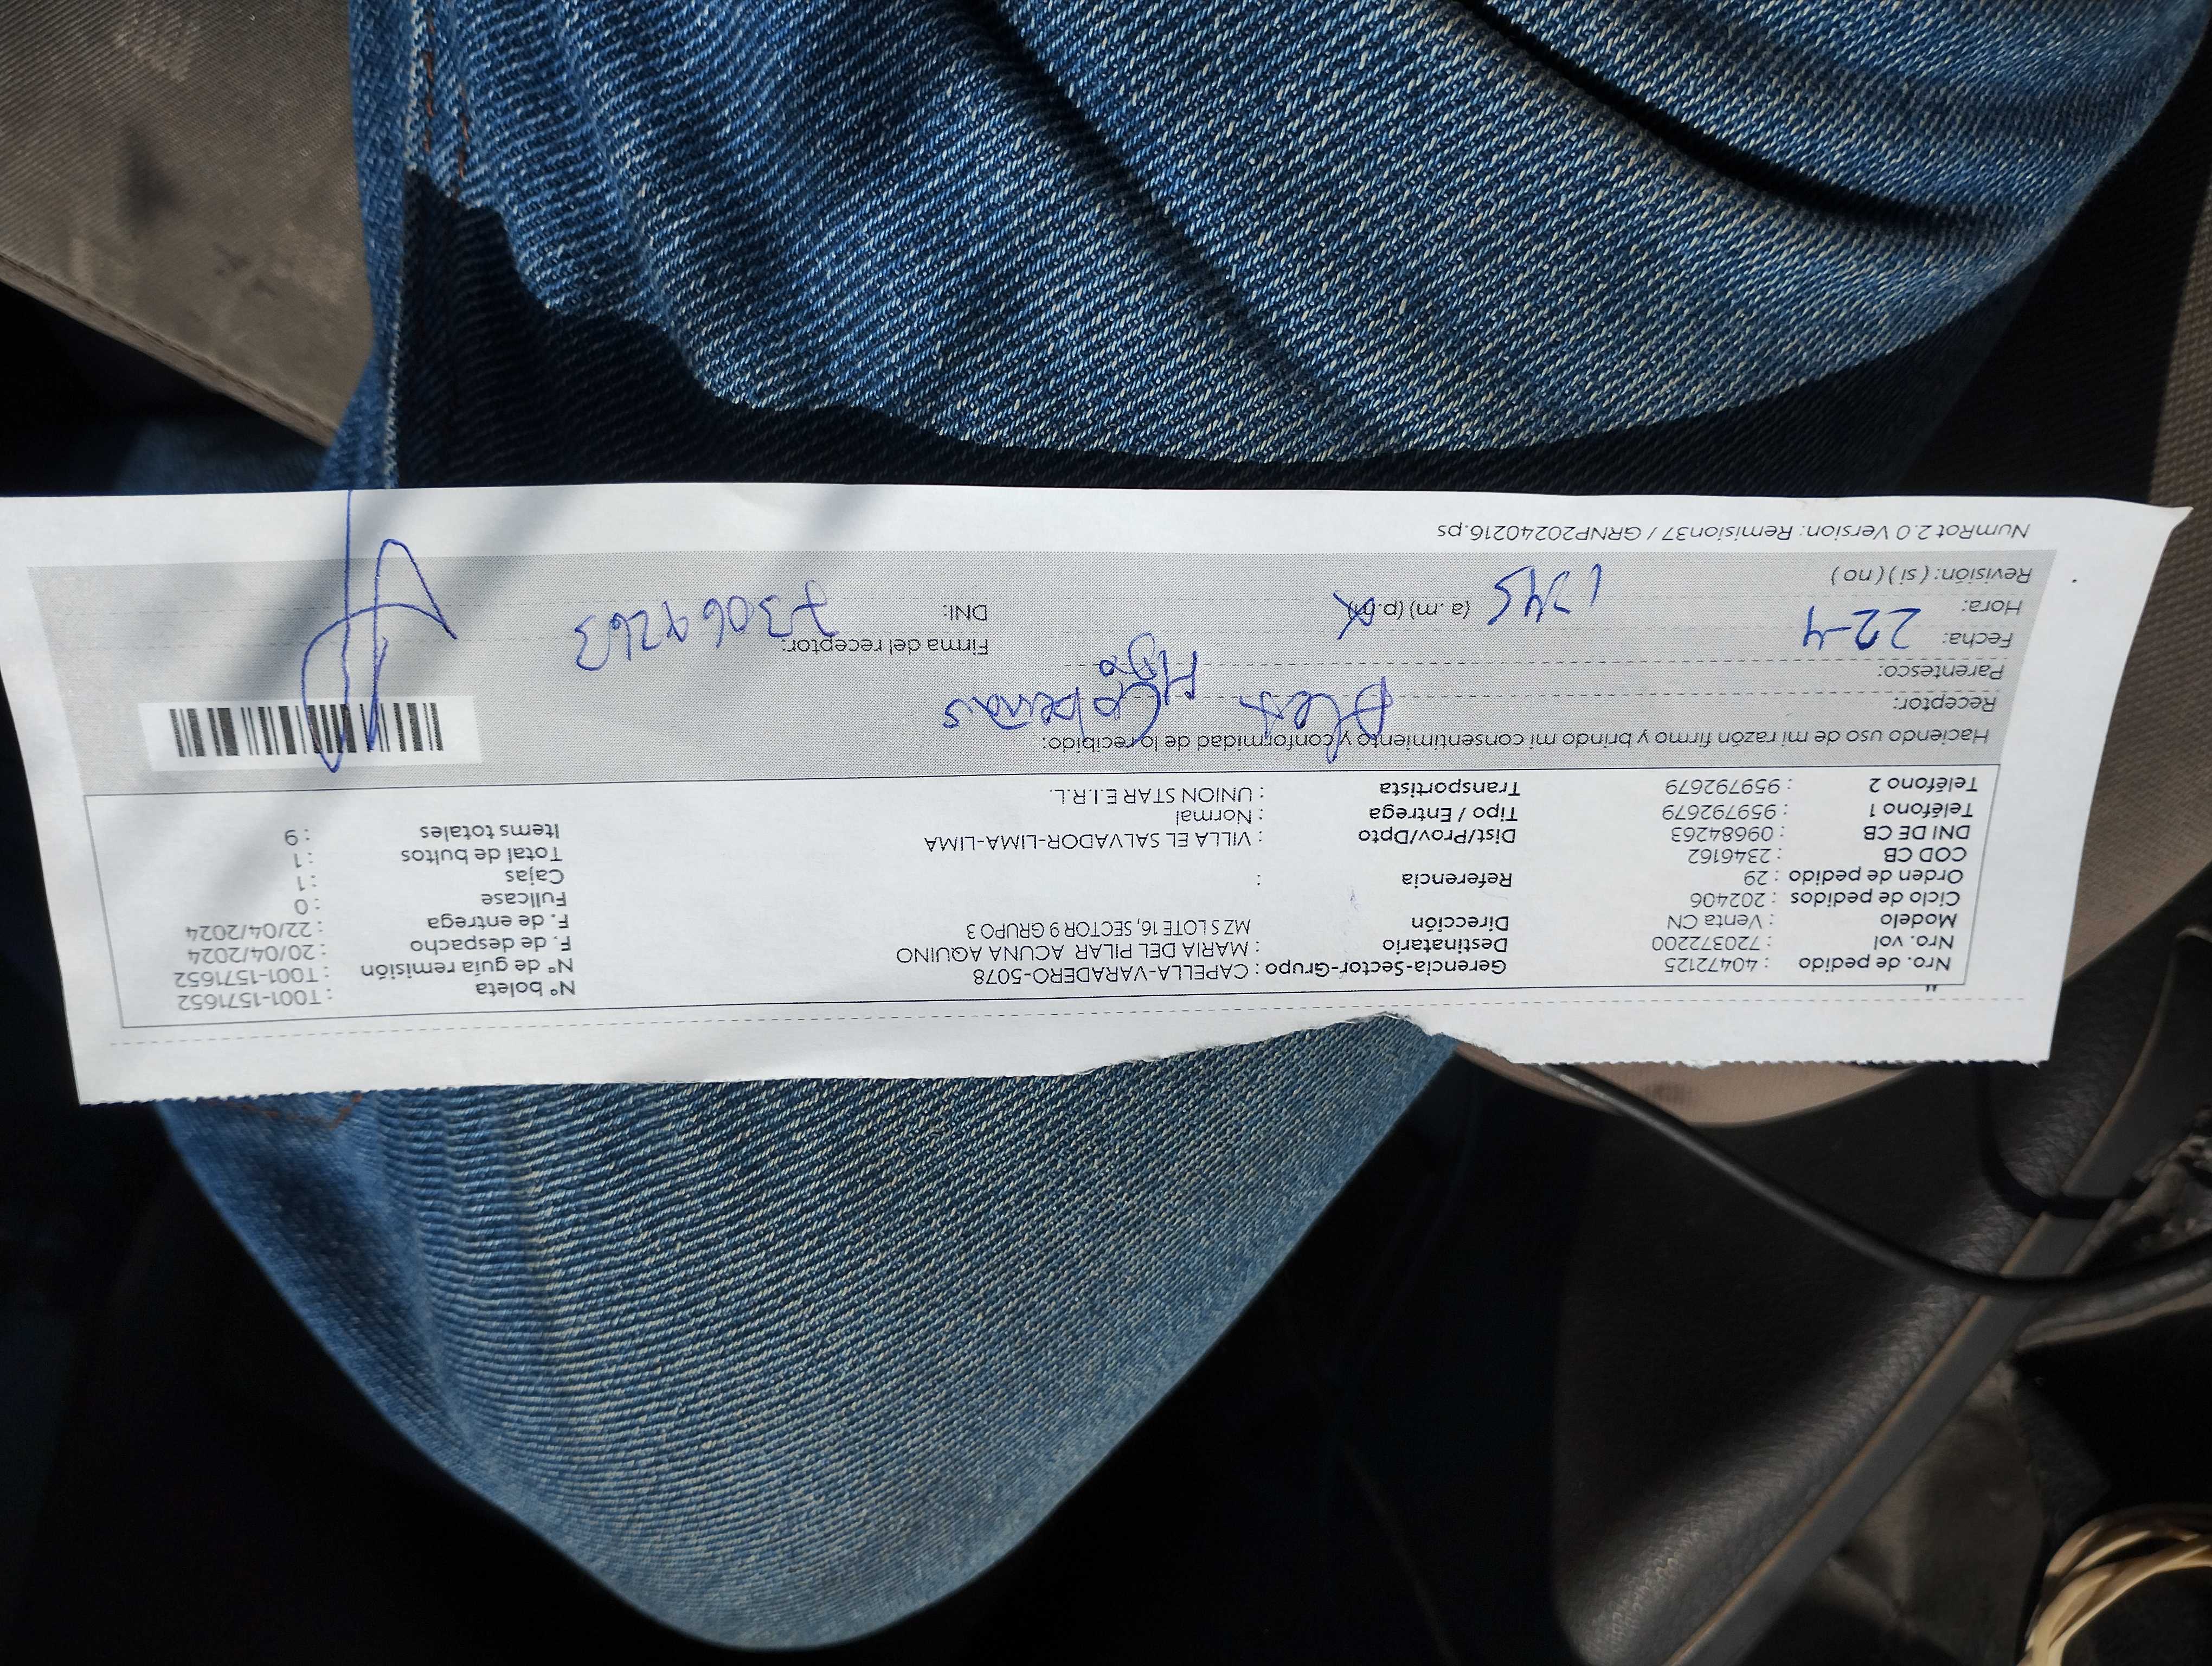 Nro. de pedido : 40472125 Gerencia-Sector-Grupo : CAPELLA-VARADERO-5078 N° boleta : T001-1571652
Nro. vol : 720372200 Destinatario : MARIA DEL PILAR ACUNA AQUINO N° de guía remisión : T001-1571652
Modelo : Venta CN Dirección MZ S LOTE 16, SECTOR 9 GRUPO 3 F. de despacho : 20/04/2024
Ciclo de pedidos : 202406 F. de entrega : 22/04/2024
Orden de pedido : 29 Referencia : Fullcase : 0
COD CB : 2346162 Cajas : 1
DNI DE CB : 09684263 Dist/Prov/Dpto : VILLA EL SALVADOR-LIMA-LIMA Total de bultos : 1
Teléfono 1 : 959792679 Tipo / Entrega : Normal Items totales : 9
Teléfono 2 : 959792679 Transportista : UNION STAR E.I.R.L.
Haciendo uso de mi razón firmo y brindo mi consentimiento y conformidad de lo recibido:
Receptor: Alex
Parentesco: Hijo
Fecha: 22-4 Firma del receptor:
Hora: 1245 (a.m) (p.m) DNI: 73069263
Revisión: ( si ) ( no )
NumRot 2.0 Version: Remision37 / GRNP20240216.ps